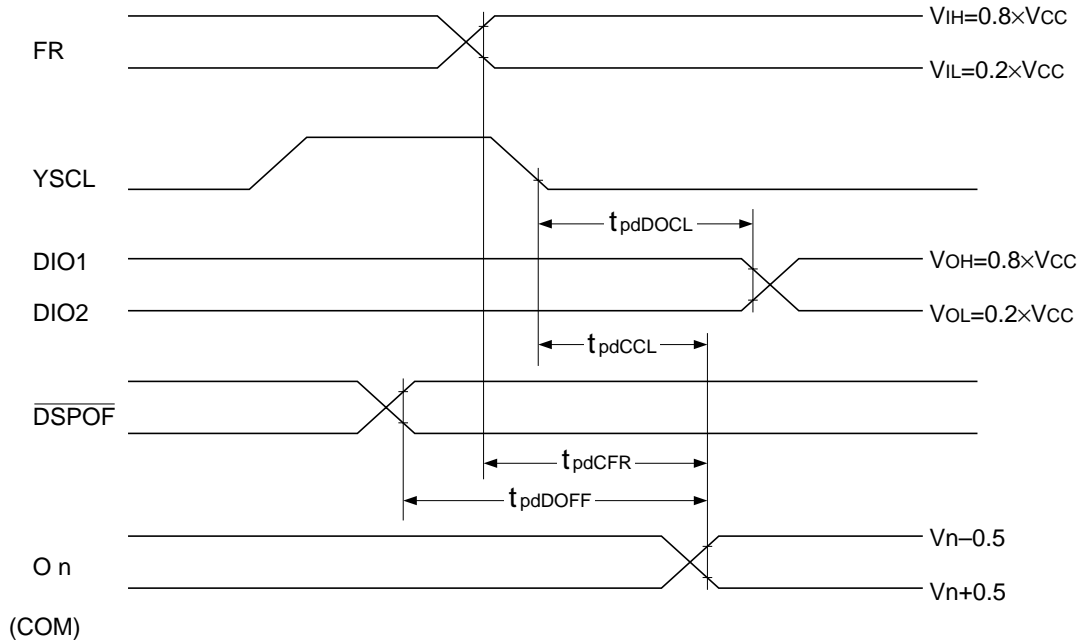 VIH=0.8×VCC
FR
VIL=0.2×VCC
YSCL
tpdDOCL
DIO1
VOH=0.8×VCC
DIO2
VOL=0.2×VCC
tpdCCL
DSPOF
tpdCFR
tpdDOFF
Vn–0.5
O n
Vn+0.5
(COM)